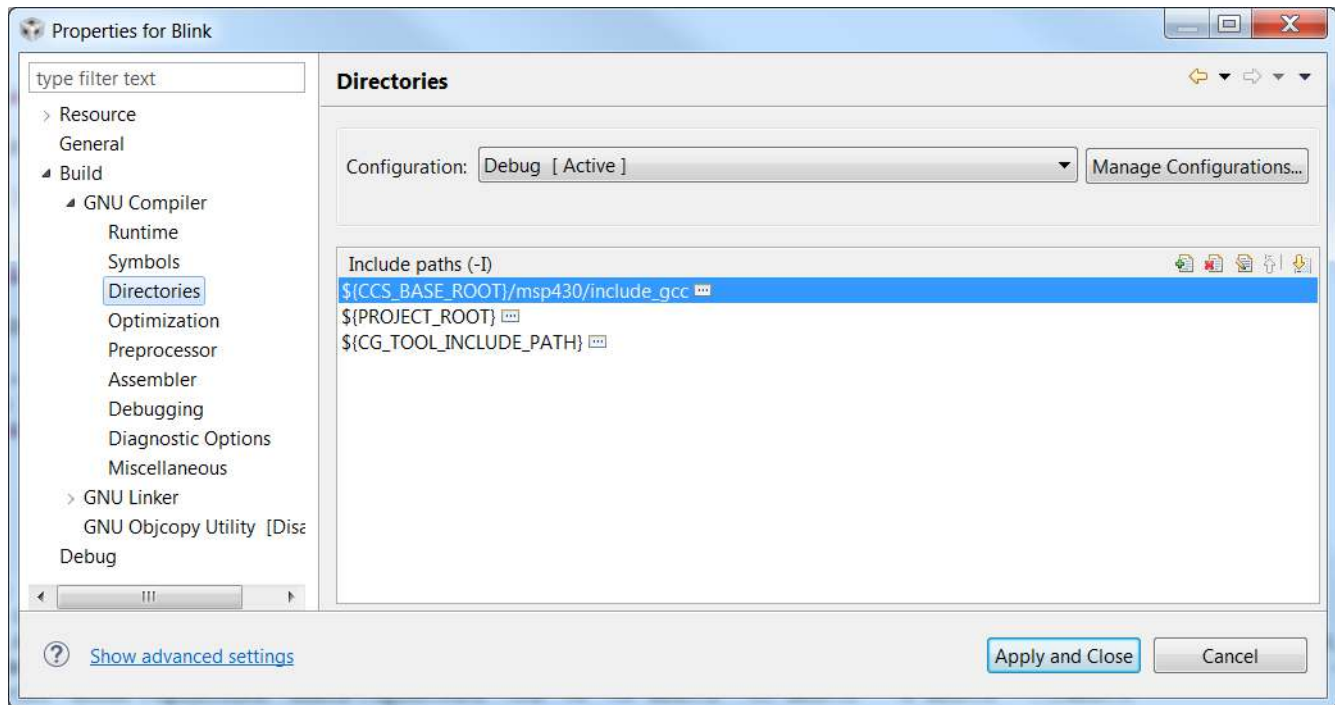 Properties for Blink
type filter text
Directories
Resource
General
Build
GNU Compiler
Runtime
Symbols
Directories
Optimization
Preprocessor
Assembler
Debugging
Diagnostic Options
Miscellaneous
GNU Linker
GNU Objcopy Utility [Disa
Debug
Configuration: Debug [ Active ] Manage Configurations...
Include paths (-I)
${CCS_BASE_ROOT}/msp430/include_gcc
${PROJECT_ROOT}
${CG_TOOL_INCLUDE_PATH}
Show advanced settings
Apply and Close Cancel